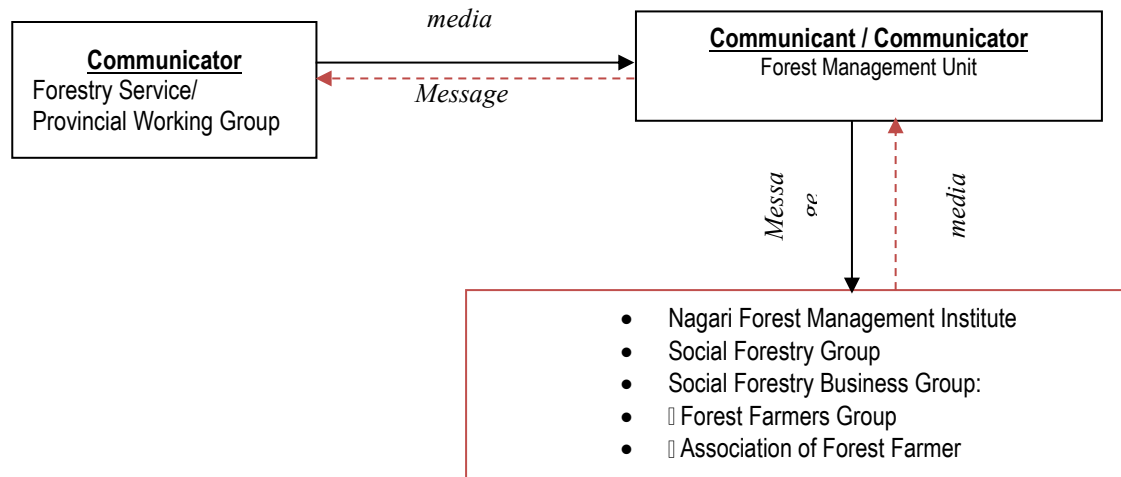 media
Communicator
Forestry Service/
Provincial Working Group
Message
Communicant / Communicator
Forest Management Unit
Messa
ge
media
• Nagari Forest Management Institute
• Social Forestry Group
• Social Forestry Business Group:
• ▯ Forest Farmers Group
• ▯ Association of Forest Farmer